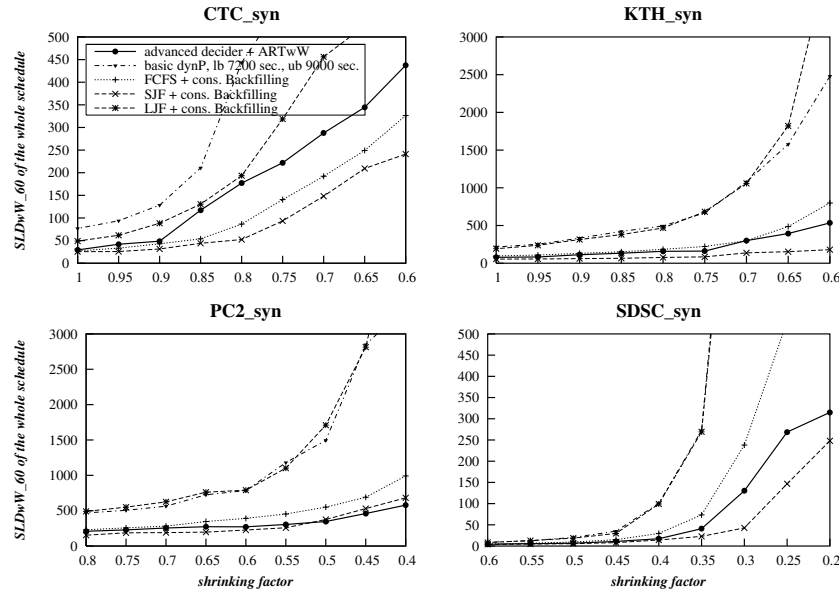 CTC_syn
SLDwW_60 of the whole schedule
500
450
400
350
300
250
200
150
100
50
0
advanced decider + ARTwW
basic dynP, lb 7200 sec., ub 9000 sec.
FCFS + cons. Backfilling
SJF + cons. Backfilling
LJF + cons. Backfilling
1 0.95 0.9 0.85 0.8 0.75 0.7 0.65 0.6
KTH_syn
3000
2500
2000
1500
1000
500
0
1 0.95 0.9 0.85 0.8 0.75 0.7 0.65 0.6
PC2_syn
SLDwW_60 of the whole schedule
3000
2500
2000
1500
1000
500
0
0.8 0.75 0.7 0.65 0.6 0.55 0.5 0.45 0.4
shrinking factor
SDSC_syn
500
450
400
350
300
250
200
150
100
50
0
0.6 0.55 0.5 0.45 0.4 0.35 0.3 0.25 0.2
shrinking factor